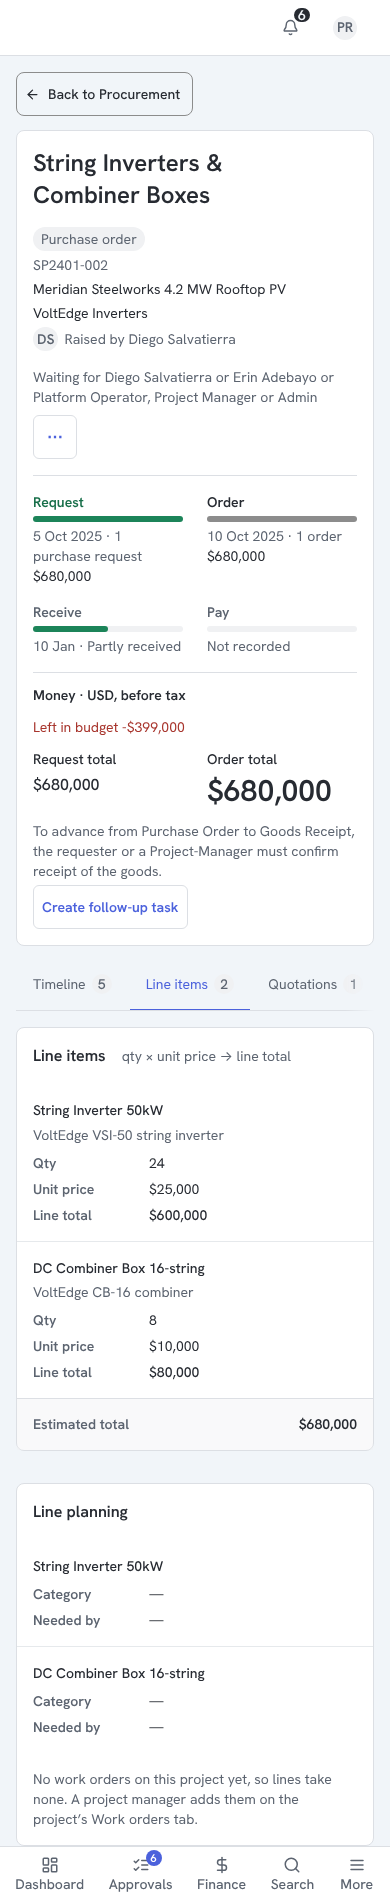 6
PR
← Back to Procurement
String Inverters &
Combiner Boxes
Purchase order
SP2401-002
Meridian Steelworks 4.2 MW Rooftop PV
VoltEdge Inverters
DS Raised by Diego Salvatierra
Waiting for Diego Salvatierra or Erin Adebayo or
Platform Operator, Project Manager or Admin
...
Request
5 Oct 2025 · 1
purchase request
$680,000
Order
10 Oct 2025 · 1 order
$680,000
Receive
10 Jan · Partly received
Pay
Not recorded
Money · USD, before tax
Left in budget -$399,000
Request total
$680,000
Order total
$680,000
To advance from Purchase Order to Goods Receipt,
the requester or a Project-Manager must confirm
receipt of the goods.
Create follow-up task
Timeline 5 Line items 2 Quotations 1
Line items qty × unit price → line total
String Inverter 50kW
VoltEdge VSI-50 string inverter
Qty 24
Unit price $25,000
Line total $600,000
DC Combiner Box 16-string
VoltEdge CB-16 combiner
Qty 8
Unit price $10,000
Line total $80,000
Estimated total $680,000
Line planning
String Inverter 50kW
Category —
Needed by —
DC Combiner Box 16-string
Category —
Needed by —
No work orders on this project yet, so lines take
none. A project manager adds them on the
project's Work orders tab.
6
Dashboard Approvals Finance Search More